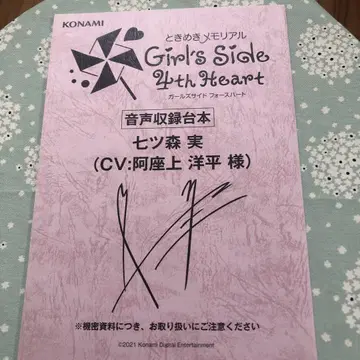 KONAMI
ときめきメモリアル
Girl's Side
4th Heart
ガールズサイド フォースハート
音声収録台本
七ツ森 実
(CV:阿座上 洋平 様)
※機密資料につき、お取り扱いにご注意ください
©2021 Konami Digital Entertainment